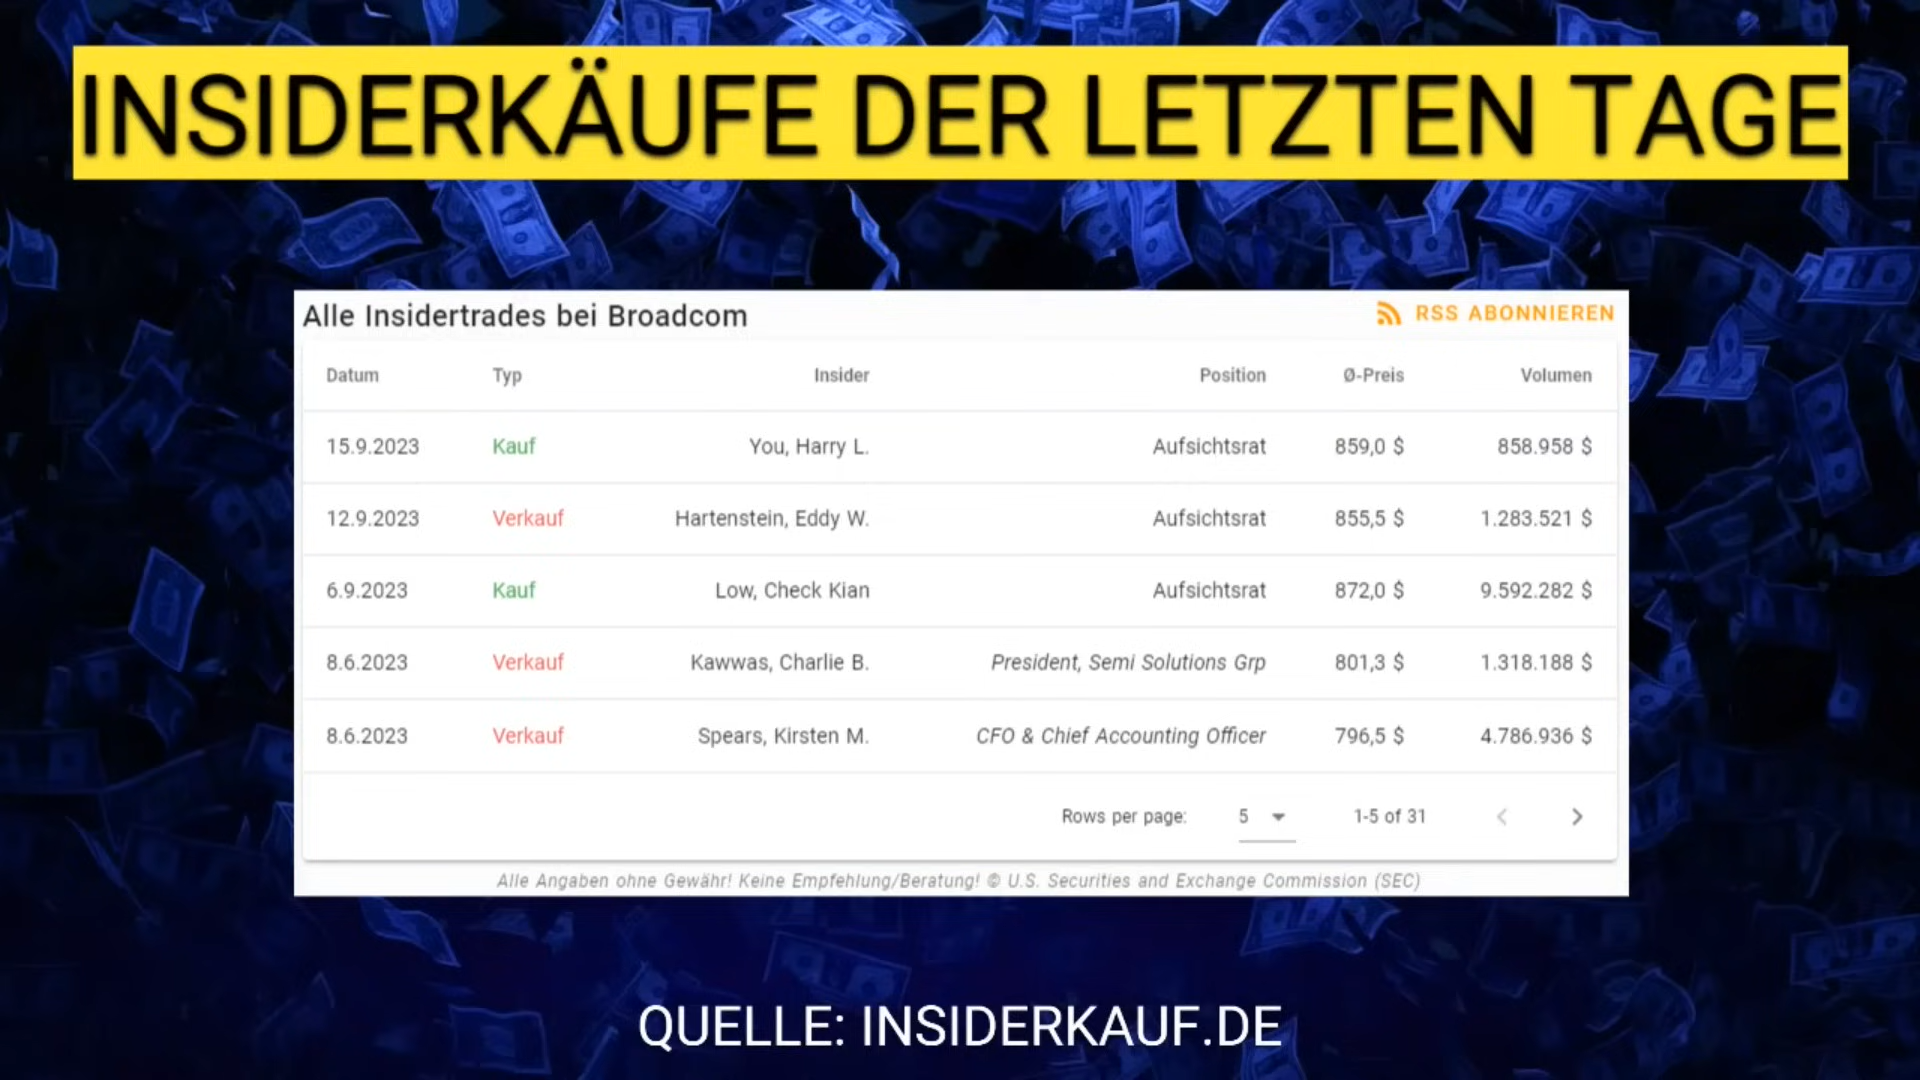 INSIDERKÄUFE DER LETZTEN TAGE
Alle Insidertrades bei Broadcom
RSS ABONNIEREN
Datum Typ Insider Position Ø-Preis Volumen
15.9.2023 Kauf You, Harry L. Aufsichtsrat 859,0 $ 858.958 $
12.9.2023 Verkauf Hartenstein, Eddy W. Aufsichtsrat 855,5 $ 1.283.521 $
6.9.2023 Kauf Low, Check Kian Aufsichtsrat 872,0 $ 9.592.282 $
8.6.2023 Verkauf Kawwas, Charlie B. President, Semi Solutions Grp 801,3 $ 1.318.188 $
8.6.2023 Verkauf Spears, Kirsten M. CFO & Chief Accounting Officer 796,5 $ 4.786.936 $
Rows per page: 5 1-5 of 31
Alle Angaben ohne Gewähr! Keine Empfehlung/Beratung! © U.S. Securities and Exchange Commission (SEC)
QUELLE: INSIDERKAUF.DE